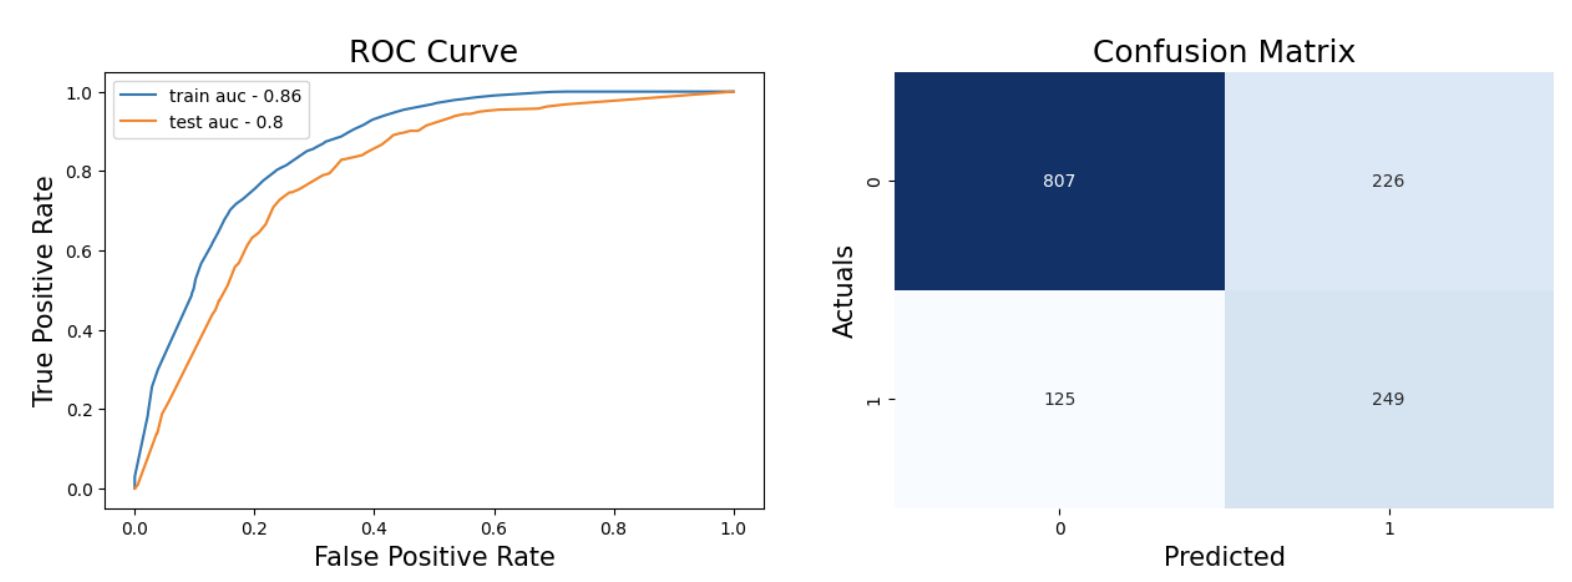 ROC Curve
train auc - 0.86
test auc - 0.8
1.0
0.8
0.6
0.4
0.2
0.0
True Positive Rate
0.0 0.2 0.4 0.6 0.8 1.0
False Positive Rate
Confusion Matrix
Actuals
0
807 226
1
125 249
0 1
Predicted